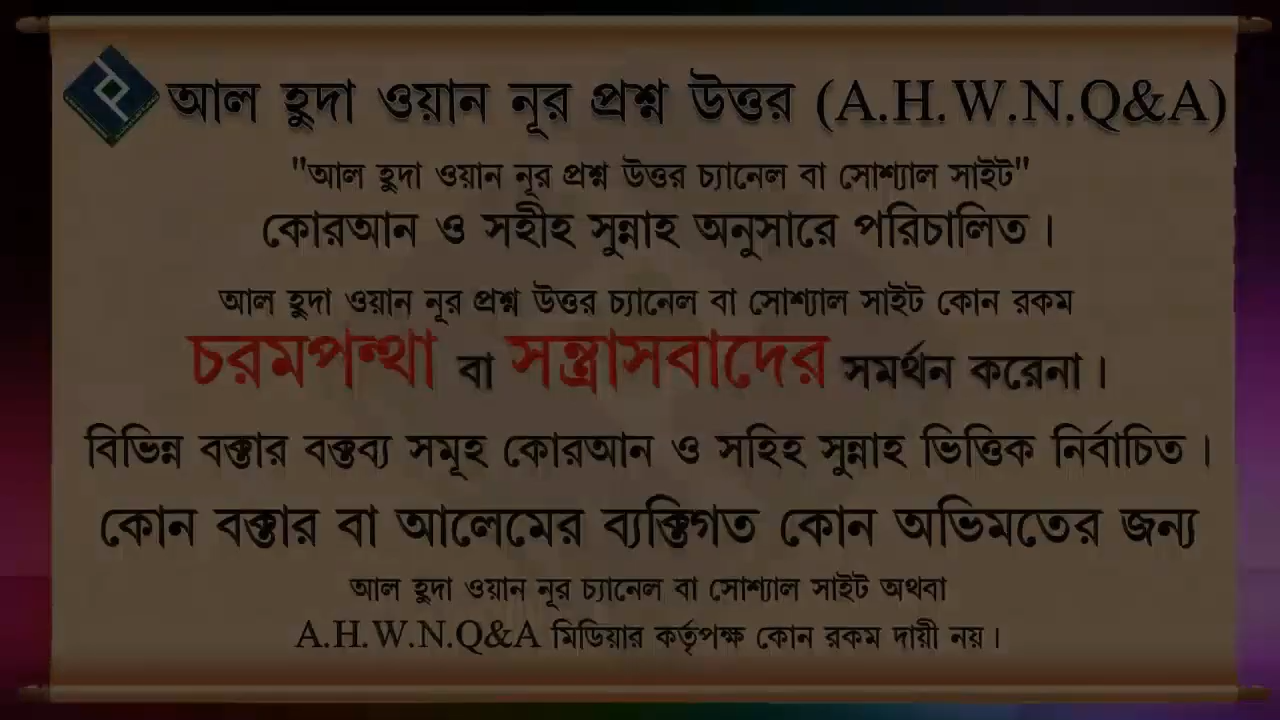 আল হুদা ওয়ান নূর প্রশ্ন উত্তর (A.H.W.N.Q&A)
"আল হুদা ওয়ান নূর প্রশ্ন উত্তর চ্যানেল বা সোশ্যাল সাইট"
কোরআন ও সহীহ সুন্নাহ অনুসারে পরিচালিত ।
আল হুদা ওয়ান নূর প্রশ্ন উত্তর চ্যানেল বা সোশ্যাল সাইট কোন রকম
চরমপন্থা বা সন্ত্রাসবাদের সমর্থন করেনা ।
বিভিন্ন বক্তার বক্তব্য সমূহ কোরআন ও সহিহ সুন্নাহ ভিত্তিক নির্বাচিত ।
কোন বক্তার বা আলেমের ব্যক্তিগত কোন অভিমতের জন্য
আল হুদা ওয়ান নূর চ্যানেল বা সোশ্যাল সাইট অথবা
A.H.W.N.Q&A মিডিয়ার কর্তৃপক্ষ কোন রকম দায়ী নয় ।